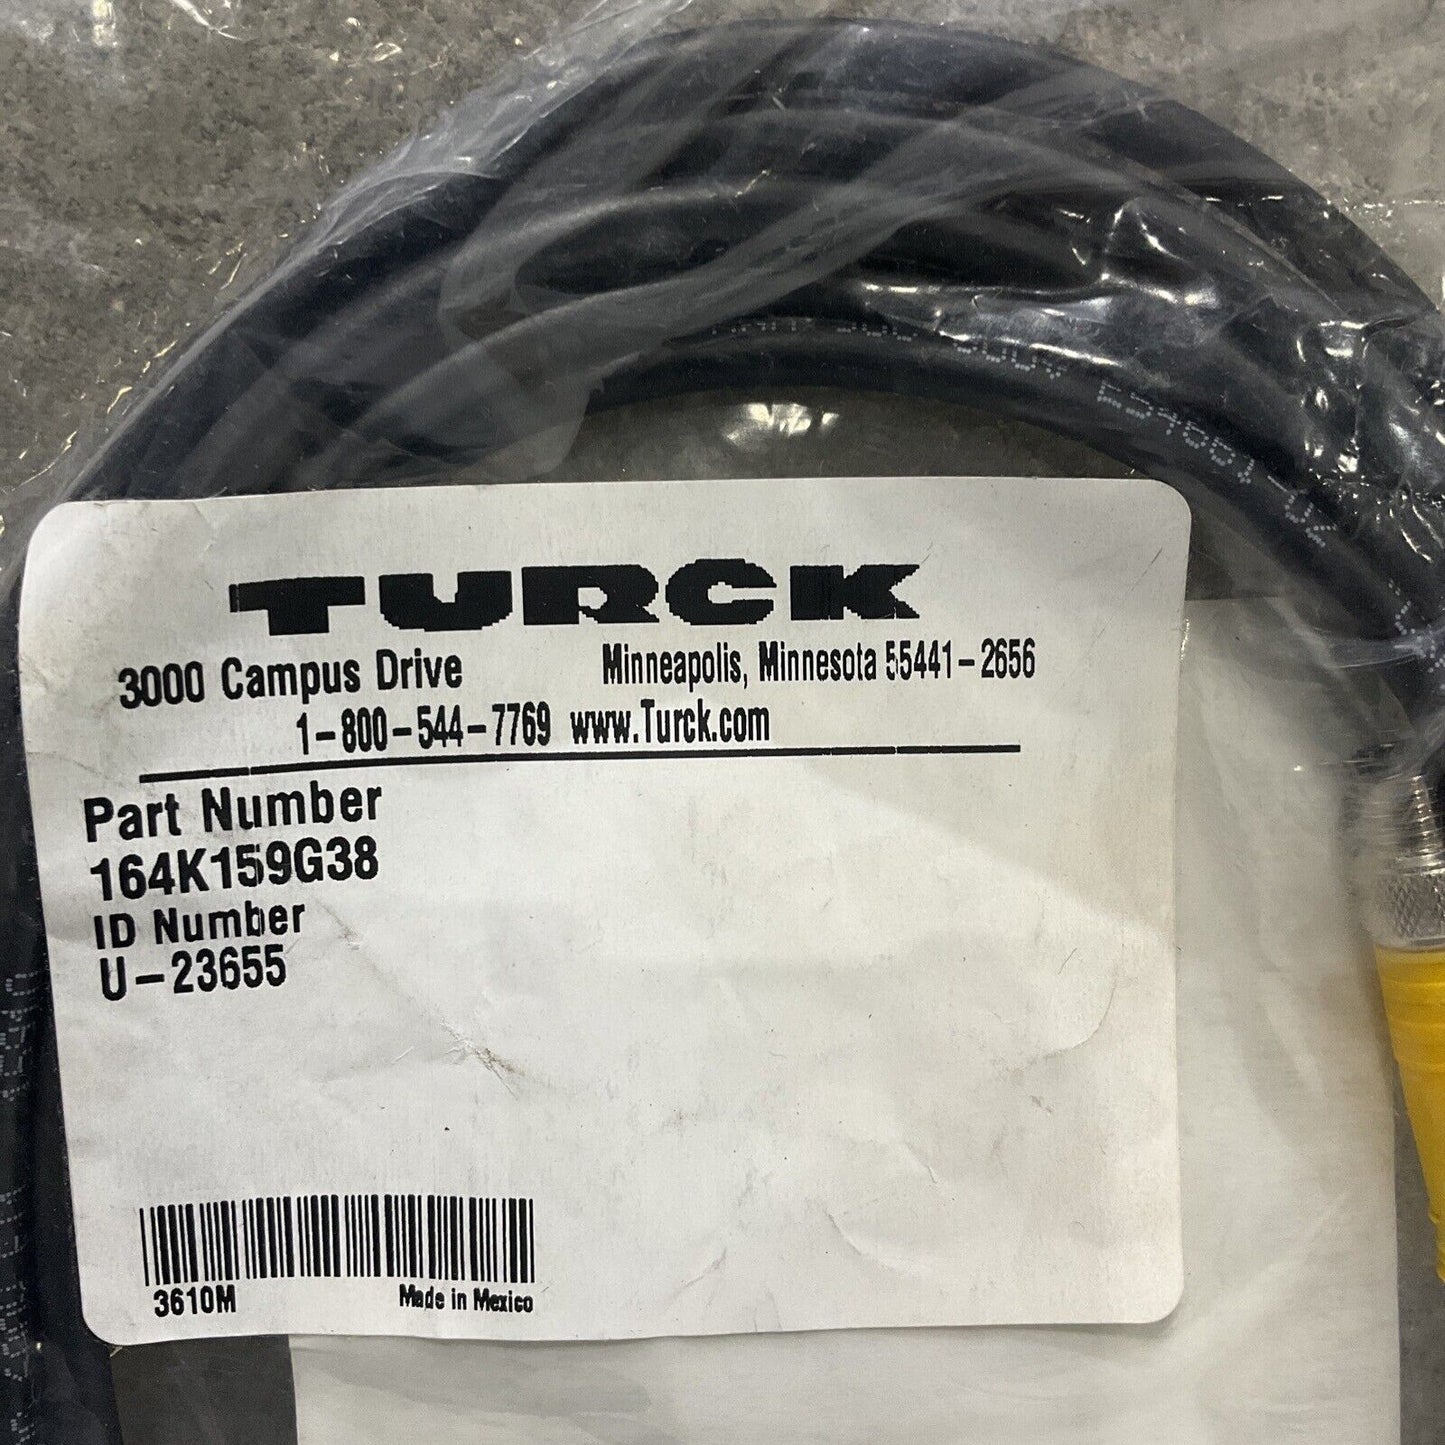 300V
TURCK
3000 Campus Drive Minneapolis, Minnesota 55441-2656
1-800-544-7769 www.Turck.com
Part Number
164K159G38
ID Number
U-23655
3610M Made in Mexico